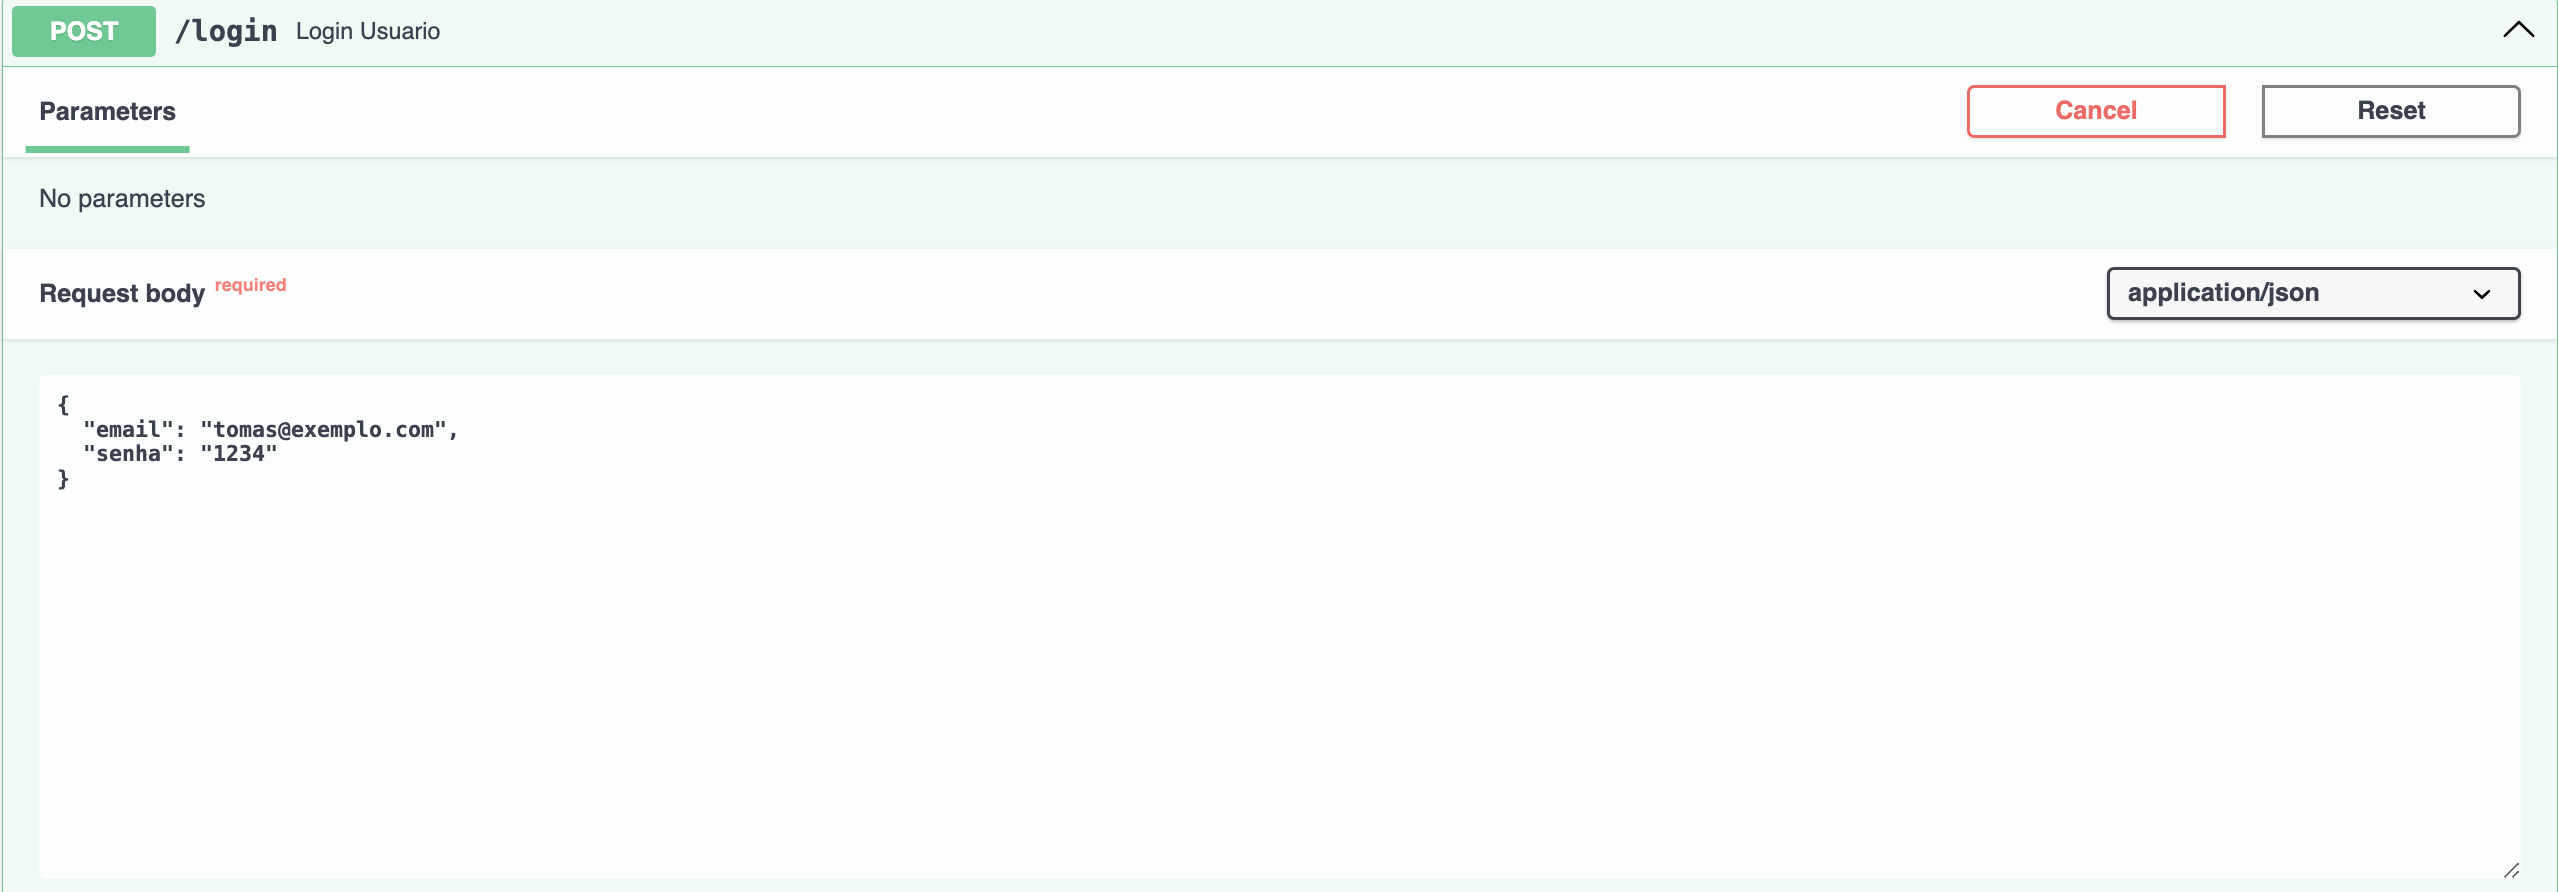 POST /login Login Usuario
Parameters
Cancel
Reset
No parameters
Request body required
application/json
{
  "email": "tomas@exemplo.com",
  "senha": "1234"
}